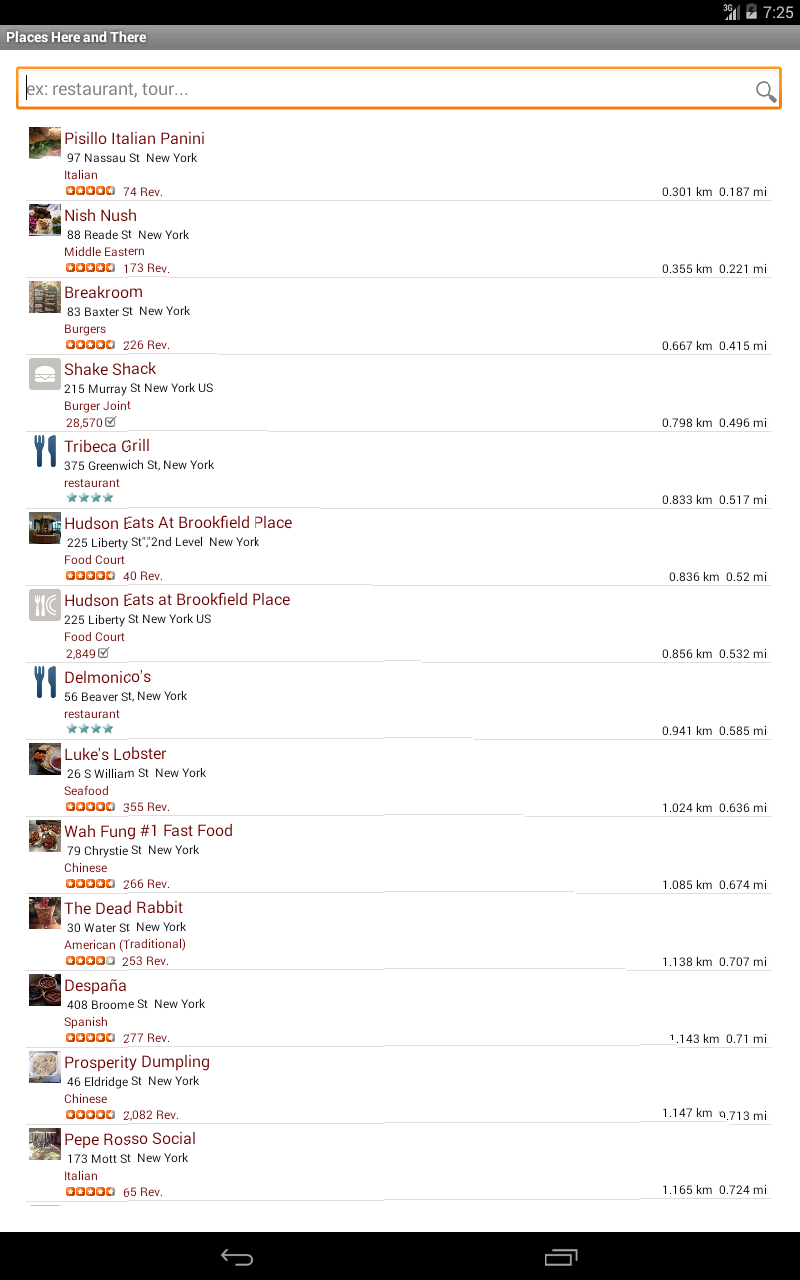 3G 7:25
Places Here and There
ex: restaurant, tour...
Pisillo Italian Panini
97 Nassau St New York
Italian
74 Rev. 0.301 km 0.187 mi
Nish Nush
88 Reade St New York
Middle Eastern
173 Rev. 0.355 km 0.221 mi
Breakroom
83 Baxter St New York
Burgers
226 Rev. 0.667 km 0.415 mi
Shake Shack
215 Murray St New York US
Burger Joint
28,570 0.798 km 0.496 mi
Tribeca Grill
375 Greenwich St, New York
restaurant
0.833 km 0.517 mi
Hudson Eats At Brookfield Place
225 Liberty St","2nd Level New York
Food Court
40 Rev. 0.836 km 0.52 mi
Hudson Eats at Brookfield Place
225 Liberty St New York US
Food Court
2,849 0.856 km 0.532 mi
Delmonico's
56 Beaver St, New York
restaurant
0.941 km 0.585 mi
Luke's Lobster
26 S William St New York
Seafood
355 Rev. 1.024 km 0.636 mi
Wah Fung #1 Fast Food
79 Chrystie St New York
Chinese
266 Rev. 1.085 km 0.674 mi
The Dead Rabbit
30 Water St New York
American (Traditional)
253 Rev. 1.138 km 0.707 mi
Despaña
408 Broome St New York
Spanish
277 Rev. 1.143 km 0.71 mi
Prosperity Dumpling
46 Eldridge St New York
Chinese
2,082 Rev. 1.147 km 0.713 mi
Pepe Rosso Social
173 Mott St New York
Italian
65 Rev. 1.165 km 0.724 mi